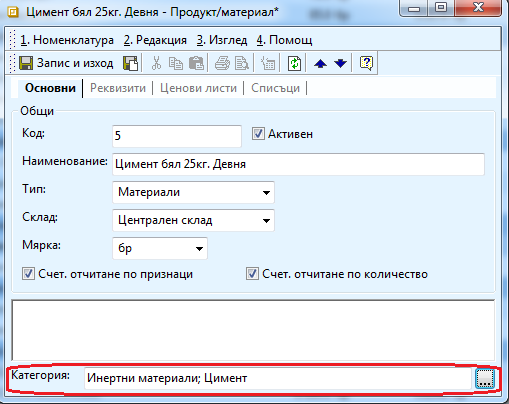 Цимент бял 25кг. Девня - Продукт/материал*
1. Номенклатура 2. Редакция 3. Изглед 4. Помощ
Запис и изход
Основни Реквизити Ценови листи Списъци
Общи
Код: 5 Активен
Наименование: Цимент бял 25кг. Девня
Тип: Материали
Склад: Централен склад
Мярка: бр
Счет. отчитане по признаци Счет. отчитане по количество
Категория: Инертни материали; Цимент ...